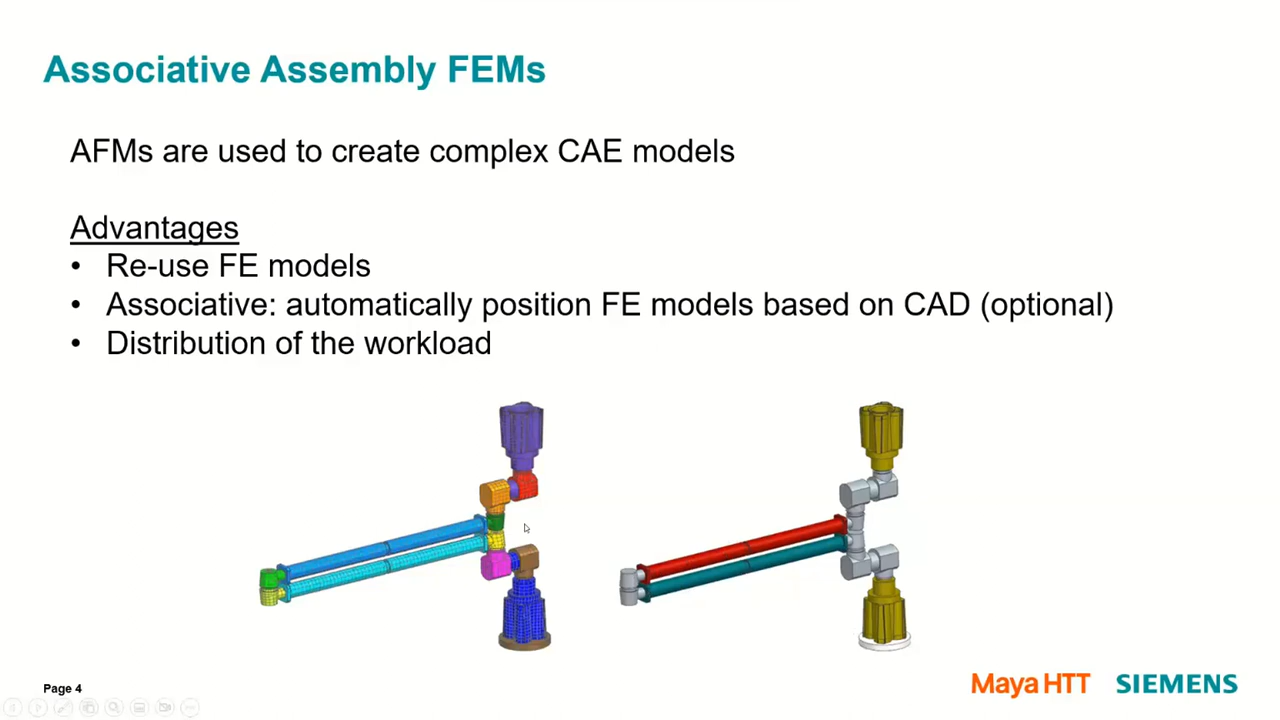 Associative Assembly FEMs
AFMs are used to create complex CAE models
Advantages
• Re-use FE models
• Associative: automatically position FE models based on CAD (optional)
• Distribution of the workload
Page 4
Maya HTT SIEMENS